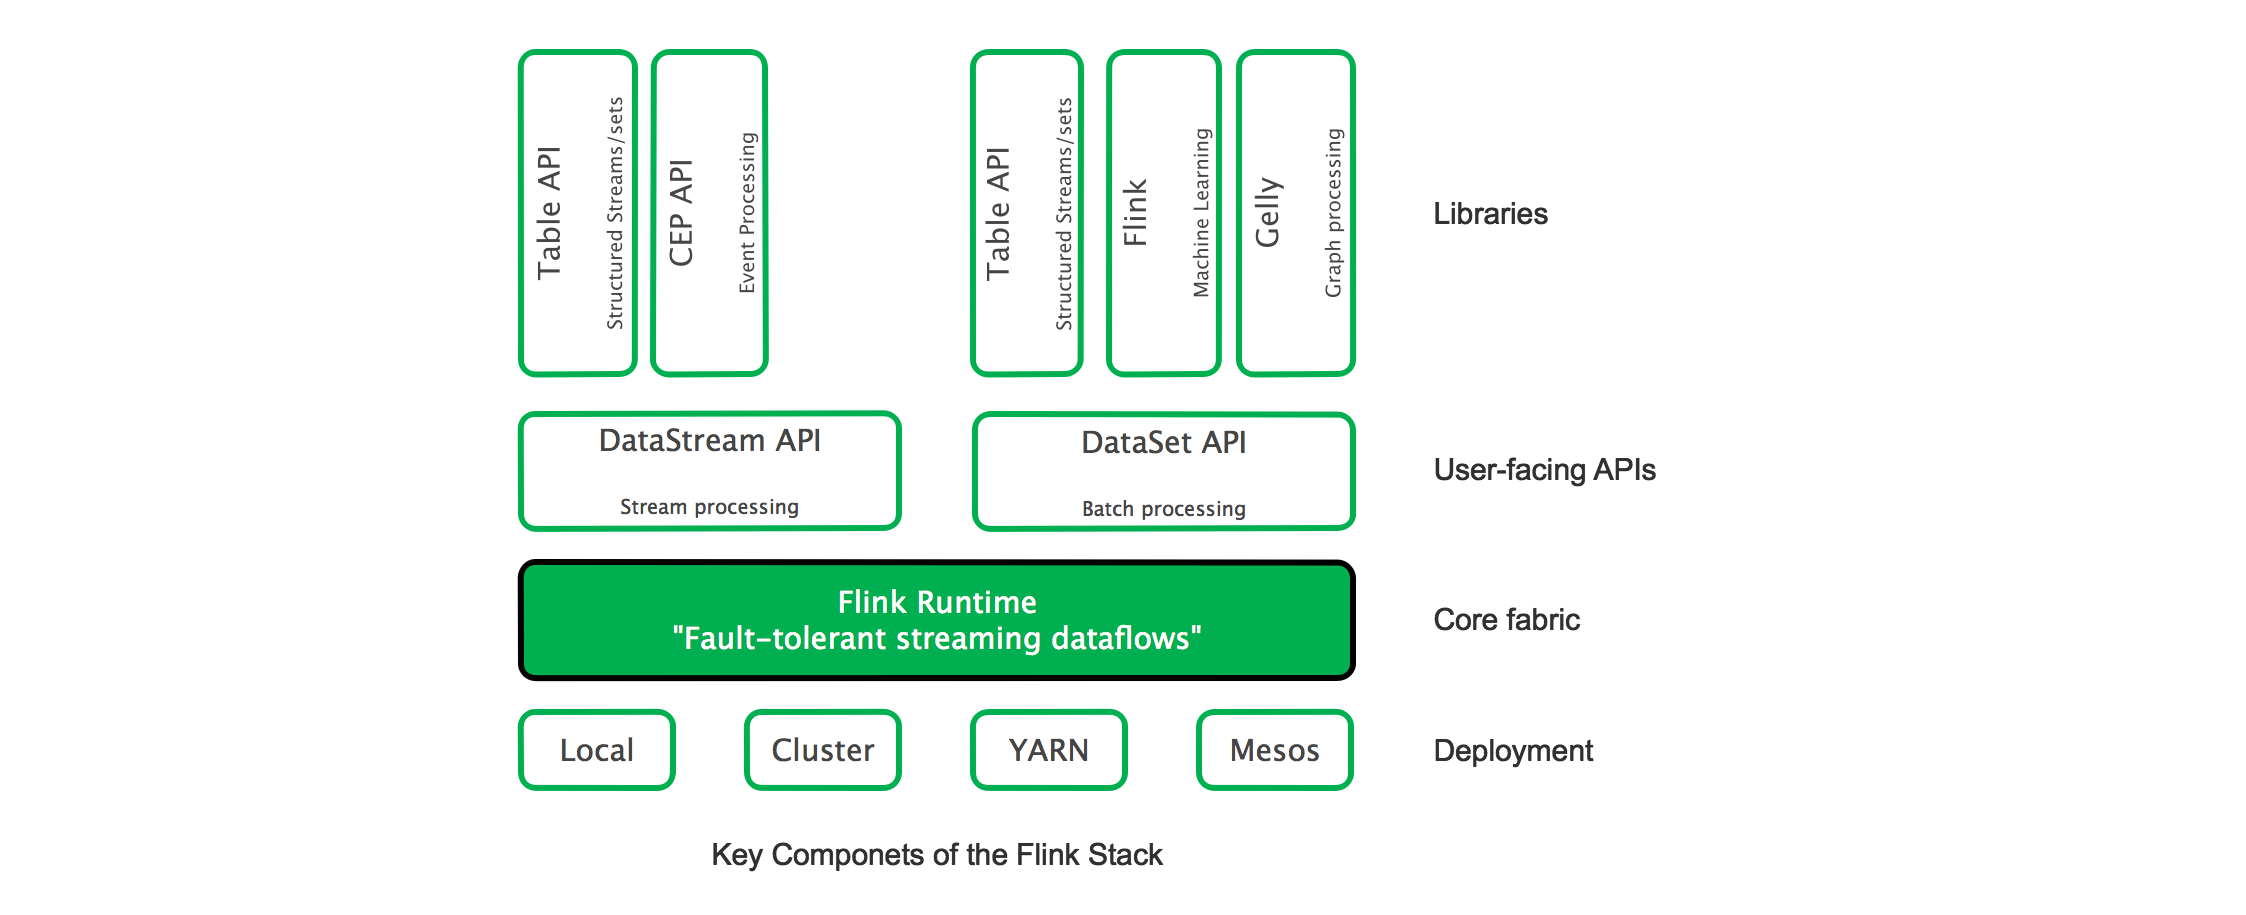 Table API
Structured Streams/sets
CEP API
Event Processing
Table API
Structured Streams/sets
Flink
Machine Learning
Gelly
Graph processing
Libraries
DataStream API
Stream processing
DataSet API
Batch processing
User-facing APIs
Flink Runtime
"Fault-tolerant streaming dataflows"
Core fabric
Local
Cluster
YARN
Mesos
Deployment
Key Componets of the Flink Stack